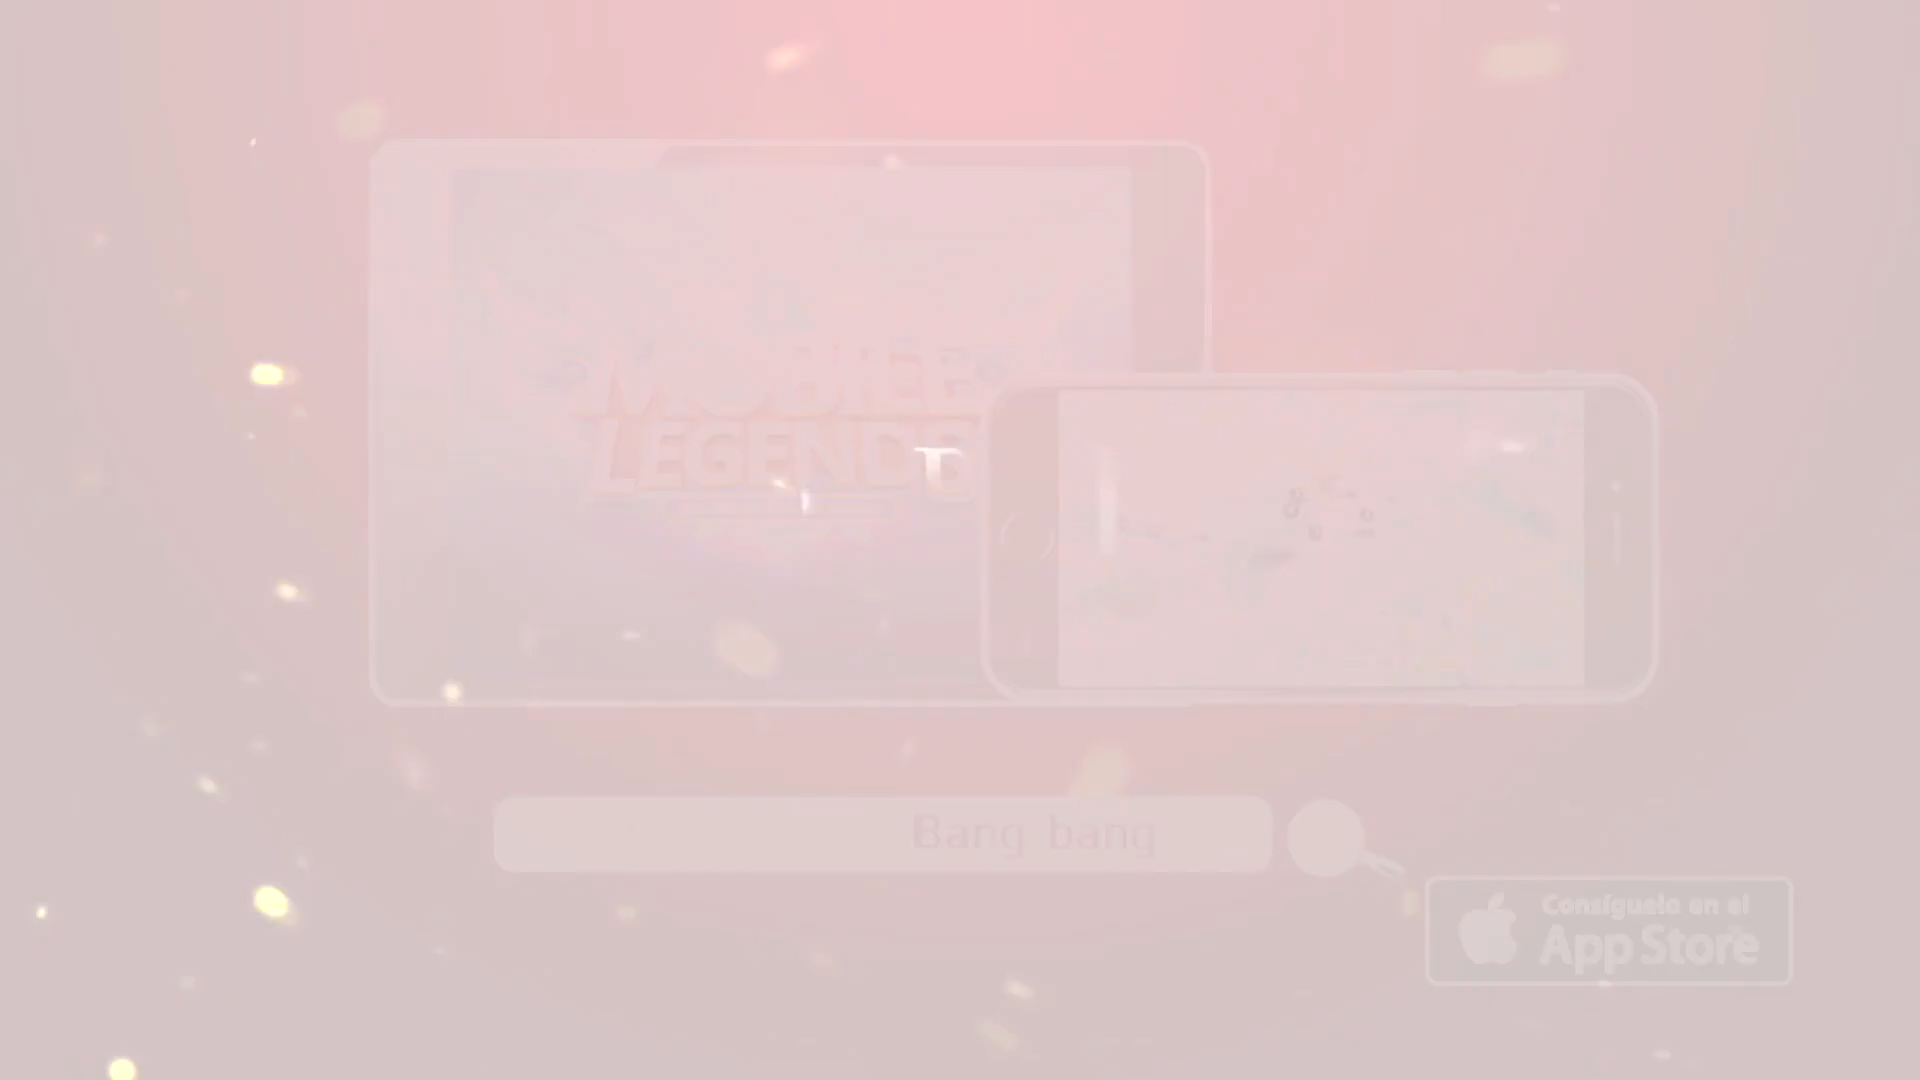 MOBILE
LEGENDS
T
Bang bang
Consíguelo en el
App Store